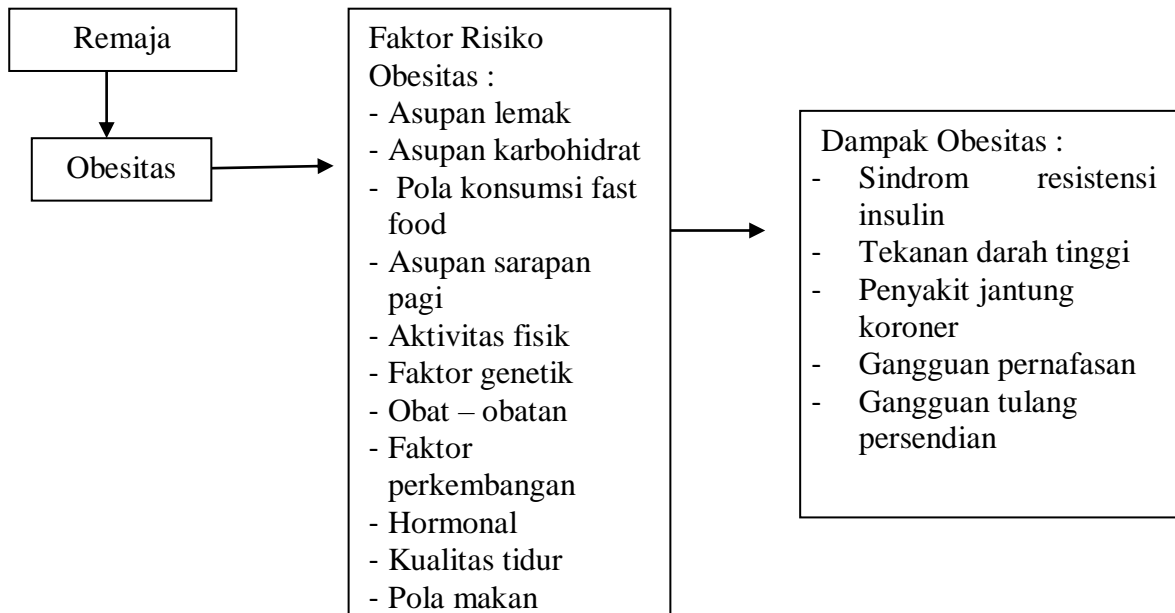 Remaja
Obesitas
Faktor Risiko
Obesitas :
- Asupan lemak
- Asupan karbohidrat
- Pola konsumsi fast
food
- Asupan sarapan
pagi
- Aktivitas fisik
- Faktor genetik
- Obat – obatan
- Faktor
perkembangan
- Hormonal
- Kualitas tidur
- Pola makan
Dampak Obesitas :
- Sindrom resistensi
insulin
- Tekanan darah tinggi
- Penyakit jantung
koroner
- Gangguan pernafasan
- Gangguan tulang
persendian